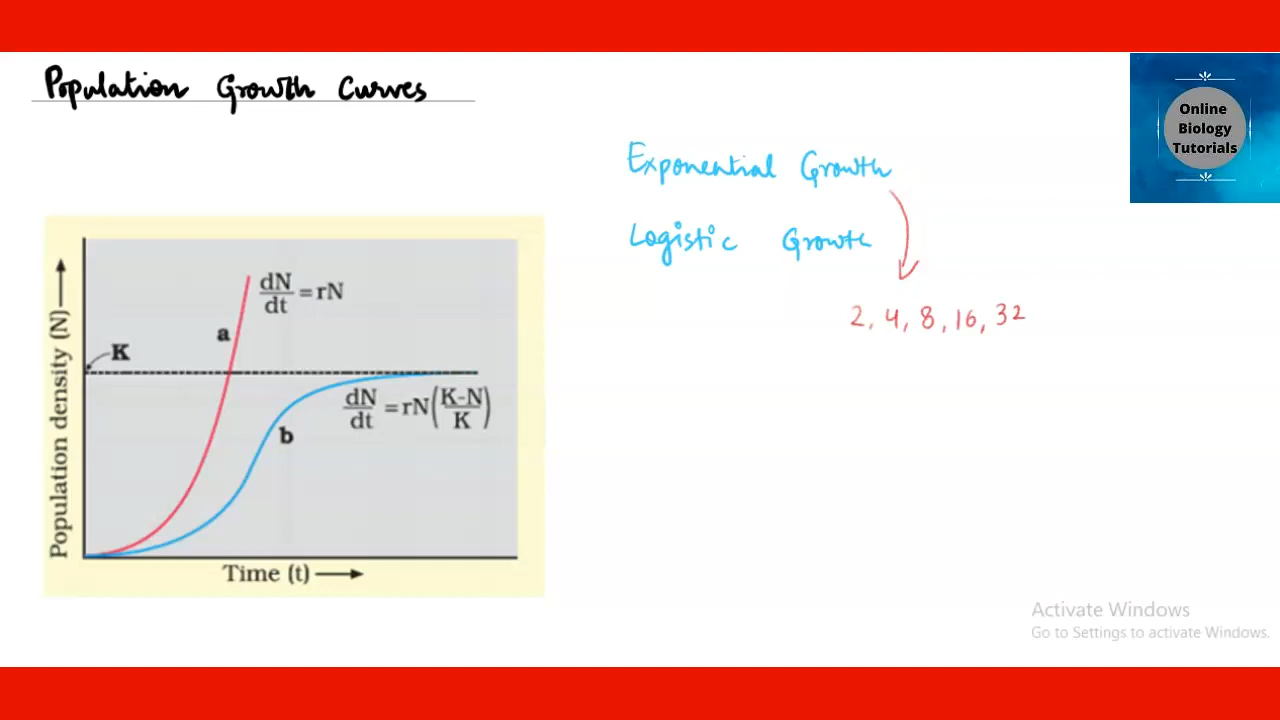 Population Growth Curves
Online
Biology
Tutorials
Exponential Growth
Logistic Growth
2, 4, 8, 16, 32
dN/dt = rN
a
K
dN/dt = rN(K-N/K)
b
Population density (N)
Time (t)
Activate Windows
Go to Settings to activate Windows.